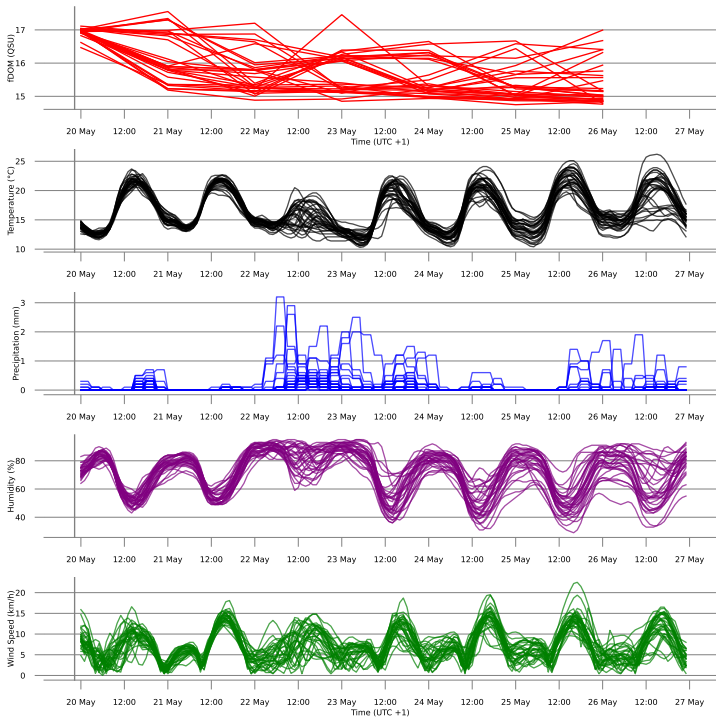 17
16
15
fDOM (QSU)
20 May 12:00 21 May 12:00 22 May 12:00 23 May 12:00 24 May 12:00 25 May 12:00 26 May 12:00 27 May
Time (UTC +1)
25
20
15
10
Temperature (°C)
20 May 12:00 21 May 12:00 22 May 12:00 23 May 12:00 24 May 12:00 25 May 12:00 26 May 12:00 27 May
3
2
1
0
Precipitation (mm)
20 May 12:00 21 May 12:00 22 May 12:00 23 May 12:00 24 May 12:00 25 May 12:00 26 May 12:00 27 May
80
60
40
Humidity (%)
20 May 12:00 21 May 12:00 22 May 12:00 23 May 12:00 24 May 12:00 25 May 12:00 26 May 12:00 27 May
20
15
10
5
0
Wind Speed (km/h)
20 May 12:00 21 May 12:00 22 May 12:00 23 May 12:00 24 May 12:00 25 May 12:00 26 May 12:00 27 May
Time (UTC +1)